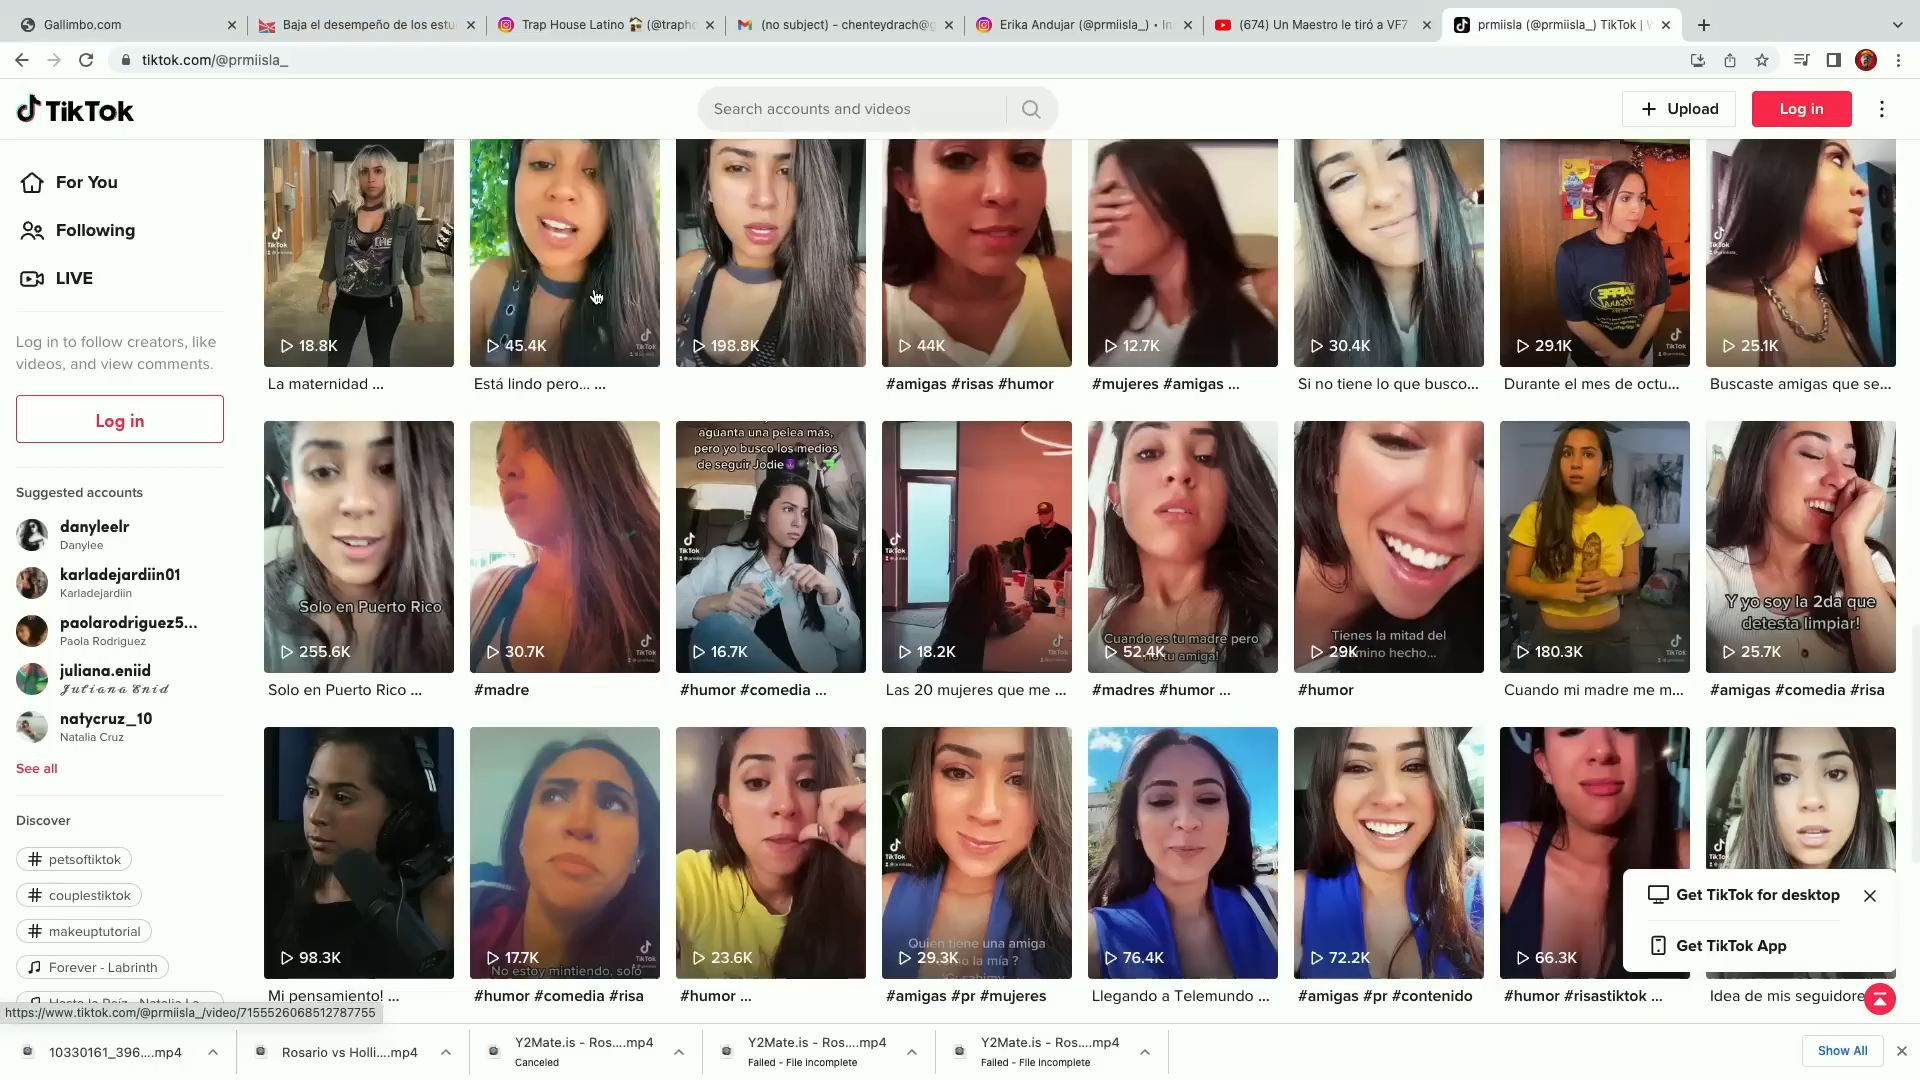 Gallimbo.com
Baja el desempeño de los estu
Trap House Latino 🏠 (@traph
(no subject) - chenteydrach@g
Erika Andujar (@prmiisla_) • In
(674) Un Maestro le tiró a VF7
prmiisla (@prmiisla_) TikTok | W
tiktok.com/@prmiisla_
TikTok
Search accounts and videos
Upload
Log in
For You
Following
LIVE
Log in to follow creators, like
videos, and view comments.
Log in
Suggested accounts
danyleelr
Danylee
karladejardiin01
Karladejardiin
paolarodriguez5...
Paola Rodriguez
juliana.eniid
Juliana Enid
natycruz_10
Natalia Cruz
See all
Discover
# petsoftiktok
# couplestiktok
# makeuptutorial
Forever - Labrinth
Hasta la Raíz - Natalia La
18.8K
45.4K
198.8K
44K
12.7K
30.4K
29.1K
25.1K
La maternidad ...
Está lindo pero... ...
#amigas #risas #humor
#mujeres #amigas ...
Si no tiene lo que busco...
Durante el mes de octu...
Buscaste amigas que se...
Solo en Puerto Rico
255.6K
30.7K
aguanta una pelea más,
pero yo busco los medios
de seguir Jodie
16.7K
18.2K
Cuando es tu madre pero
no tu amiga!
52.4K
Tienes la mitad del
camino hecho...
29K
180.3K
Y yo soy la 2da que
detesta limpiar!
25.7K
Solo en Puerto Rico ...
#madre
#humor #comedia ...
Las 20 mujeres que me ...
#madres #humor ...
#humor
Cuando mi madre me m...
#amigas #comedia #risa
98.3K
17.7K
No estoy mintiendo, solo
23.6K
Quien tiene una amiga
29.3K
76.4K
72.2K
66.3K
Mi pensamiento! ...
#humor #comedia #risa
#humor ...
#amigas #pr #mujeres
Llegando a Telemundo ...
#amigas #pr #contenido
#humor #risastiktok ...
Idea de mis seguidore
Get TikTok for desktop
Get TikTok App
https://www.tiktok.com/@prmiisla_/video/7155526068512787755
10330161_396....mp4
Rosario vs Holli....mp4
Y2Mate.is - Ros....mp4
Canceled
Y2Mate.is - Ros....mp4
Failed - File incomplete
Y2Mate.is - Ros....mp4
Failed - File incomplete
Show All